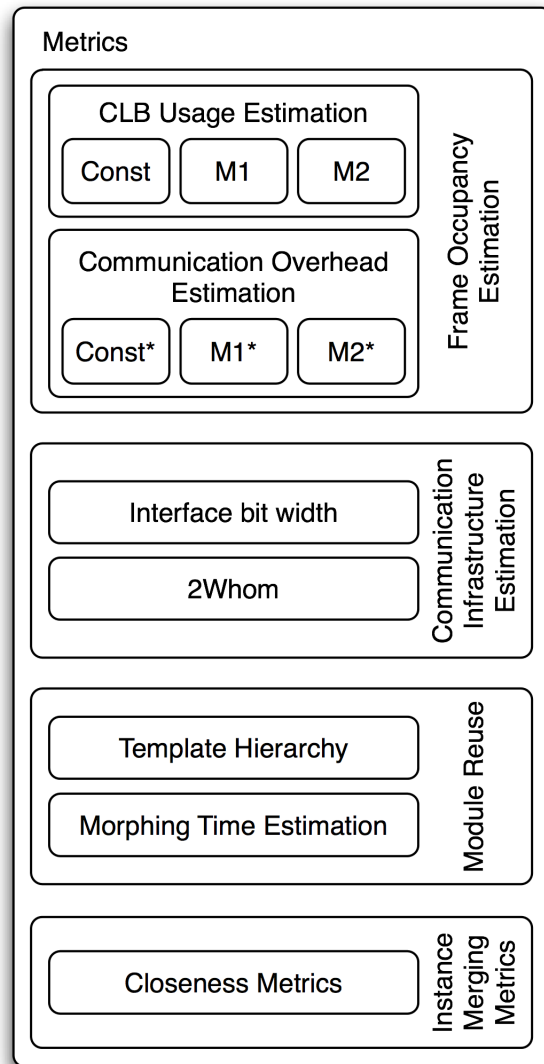 Metrics
CLB Usage Estimation
Const
M1
M2
Communication Overhead
Estimation
Const*
M1*
M2*
Frame Occupancy
Estimation
Interface bit width
2Whom
Communication
Infrastructure
Estimation
Template Hierarchy
Morphing Time Estimation
Module Reuse
Closeness Metrics
Instance
Merging
Metrics